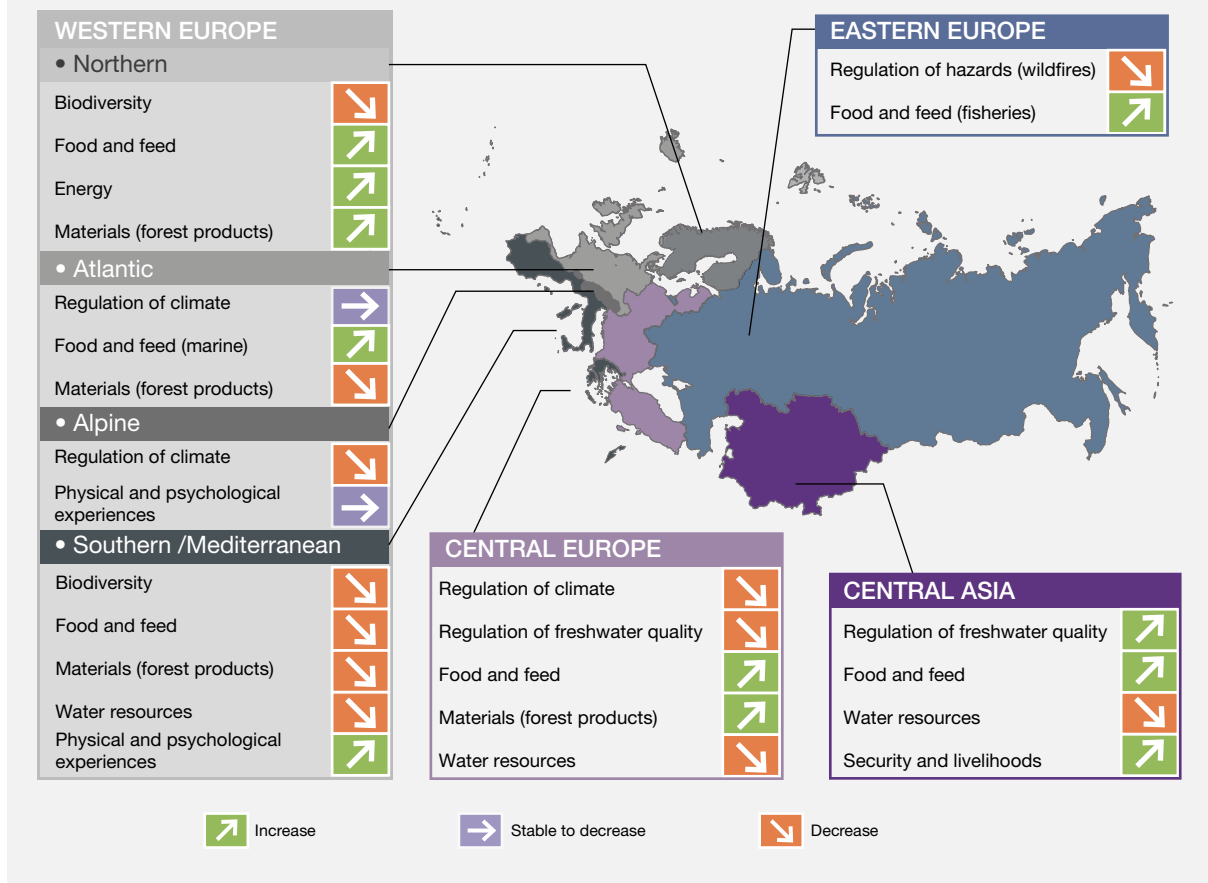 WESTERN EUROPE
• Northern
Biodiversity
Food and feed
Energy
Materials (forest products)
• Atlantic
Regulation of climate
Food and feed (marine)
Materials (forest products)
• Alpine
Regulation of climate
Physical and psychological
experiences
• Southern /Mediterranean
Biodiversity
Food and feed
Materials (forest products)
Water resources
Physical and psychological
experiences
EASTERN EUROPE
Regulation of hazards (wildfires)
Food and feed (fisheries)
CENTRAL EUROPE
Regulation of climate
Regulation of freshwater quality
Food and feed
Materials (forest products)
Water resources
CENTRAL ASIA
Regulation of freshwater quality
Food and feed
Water resources
Security and livelihoods
Increase
Stable to decrease
Decrease